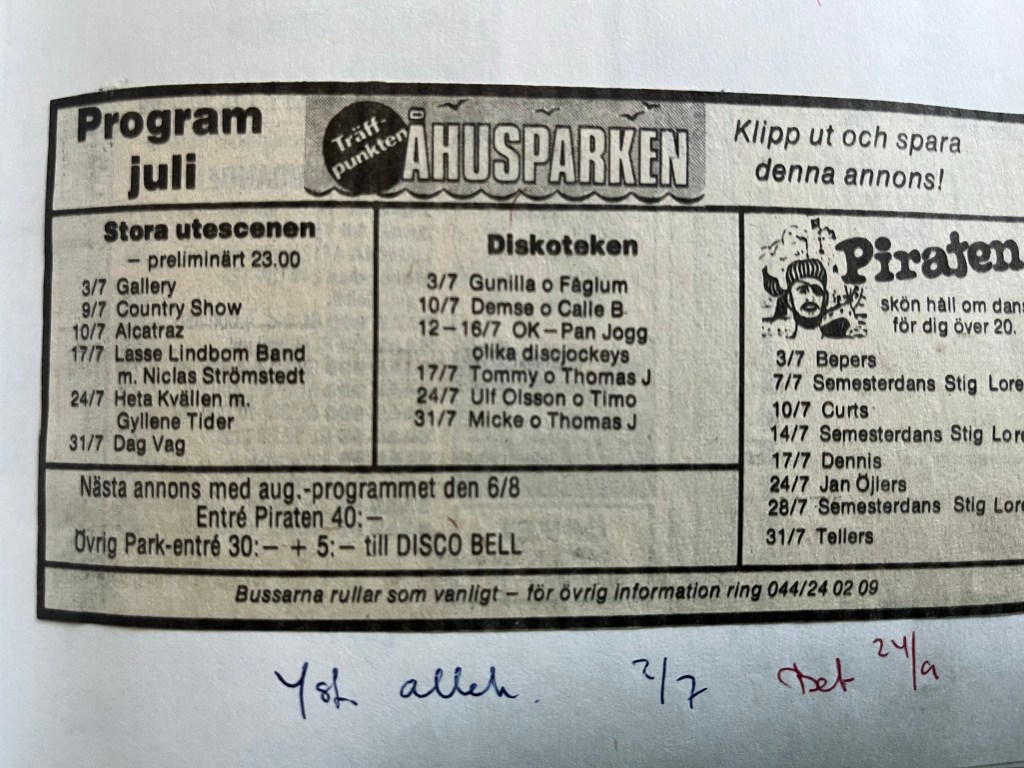 Program
juli
Träff-
punkten
ÅHUSPARKEN
Klipp ut och spara
denna annons!
Stora utescenen
– preliminärt 23.00
3/7 Gallery
9/7 Country Show
10/7 Alcatraz
17/7 Lasse Lindbom Band
m. Niclas Strömstedt
24/7 Heta Kvällen m.
Gyllene Tider
31/7 Dag Vag
Diskoteken
3/7 Gunilla o Fåglum
10/7 Demse o Calle B.
12–16/7 OK–Pan Jogg
olika discjockeys
17/7 Tommy o Thomas J
24/7 Ulf Olsson o Timo
31/7 Micke o Thomas J
Piraten
skön håll om dans
för dig över 20.
3/7 Bepers
7/7 Semesterdans Stig Lore
10/7 Curts
14/7 Semesterdans Stig Lore
17/7 Dennis
24/7 Jan Öjlers
28/7 Semesterdans Stig Lore
31/7 Tellers
Nästa annons med aug.-programmet den 6/8
Entré Piraten 40:–
Övrig Park-entré 30:– + 5:– till DISCO BELL
Bussarna rullar som vanligt – för övrig information ring 044/24 02 09
Yst. alleh. 2/7